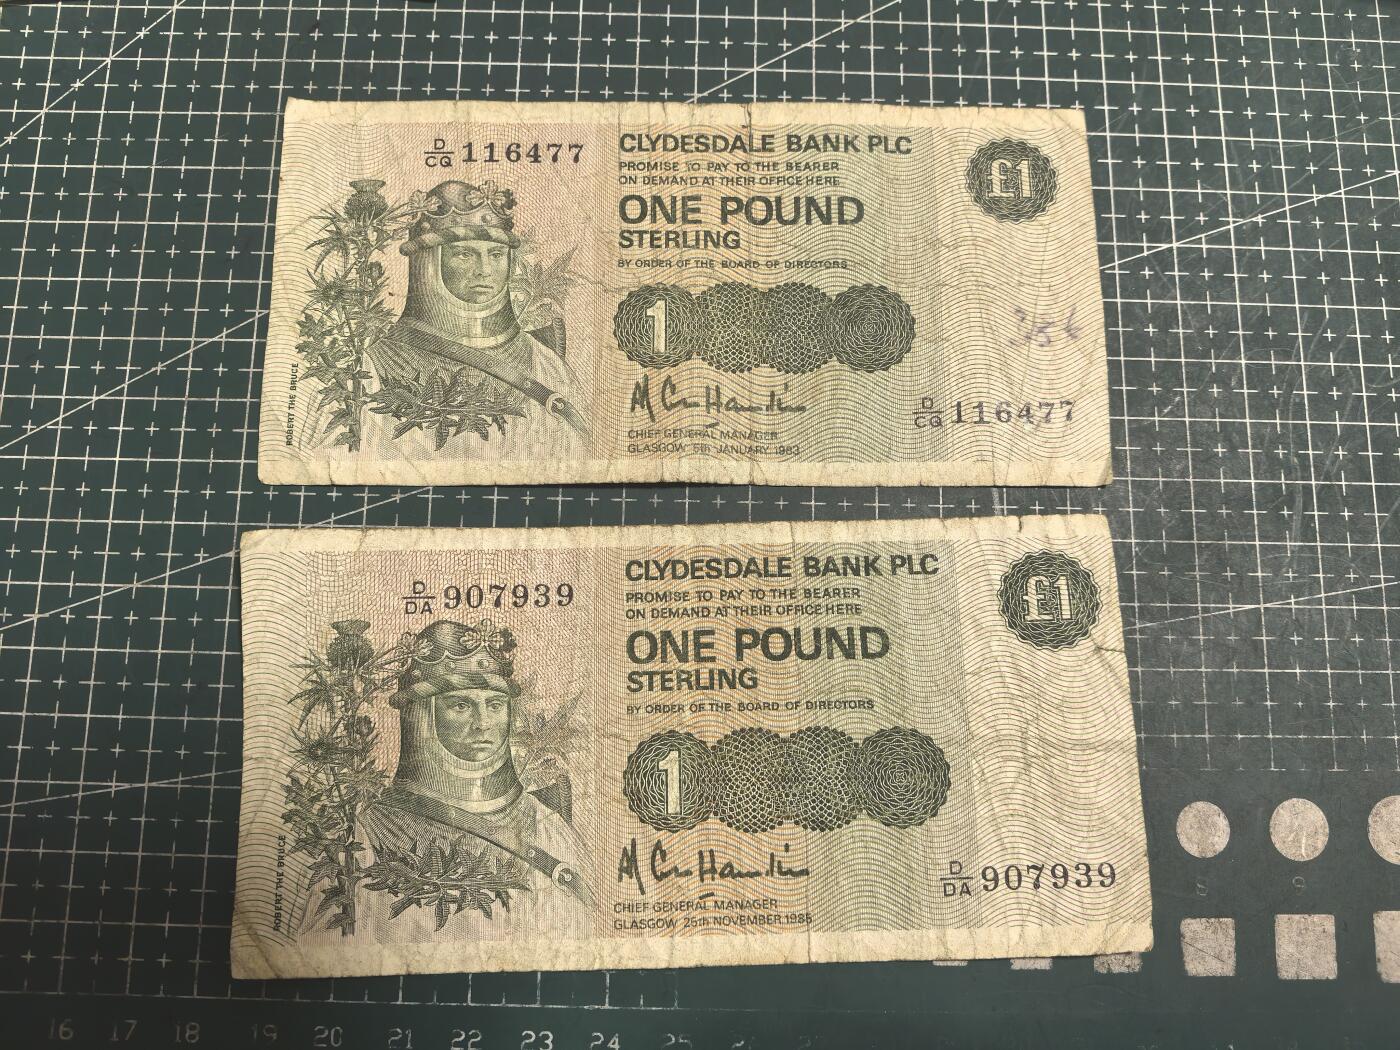 D/CQ 116477
CLYDESDALE BANK PLC
PROMISE TO PAY TO THE BEARER
ON DEMAND AT THEIR OFFICE HERE
£1
ONE POUND
STERLING
BY ORDER OF THE BOARD OF DIRECTORS
1
ROBERT THE BRUCE
D/CQ 116477
CHIEF GENERAL MANAGER
GLASGOW 5th JANUARY 1983
D/DA 907939
CLYDESDALE BANK PLC
PROMISE TO PAY TO THE BEARER
ON DEMAND AT THEIR OFFICE HERE
£1
ONE POUND
STERLING
BY ORDER OF THE BOARD OF DIRECTORS
1
ROBERT THE BRUCE
D/DA 907939
CHIEF GENERAL MANAGER
GLASGOW 25th NOVEMBER 1985
8 9
16 17 18 19 20 21 22 23 24 25